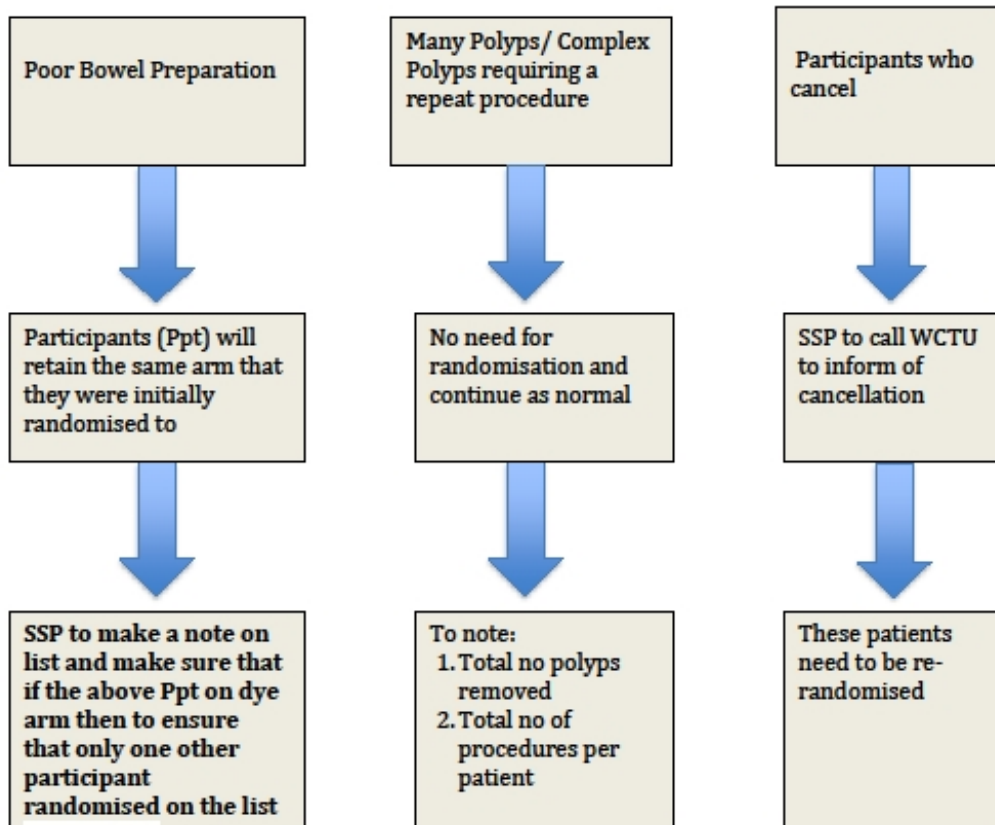 Poor Bowel Preparation
Participants (Ppt) will
retain the same arm that
they were initially
randomised to
SSP to make a note on
list and make sure that
if the above Ppt on dye
arm then to ensure
that only one other
participant
randomised on the list
Many Polyps/ Complex
Polyps requiring a
repeat procedure
No need for
randomisation and
continue as normal
To note:
1. Total no polyps
removed
2. Total no of
procedures per
patient
Participants who
cancel
SSP to call WCTU
to inform of
cancellation
These patients
need to be re-
randomised